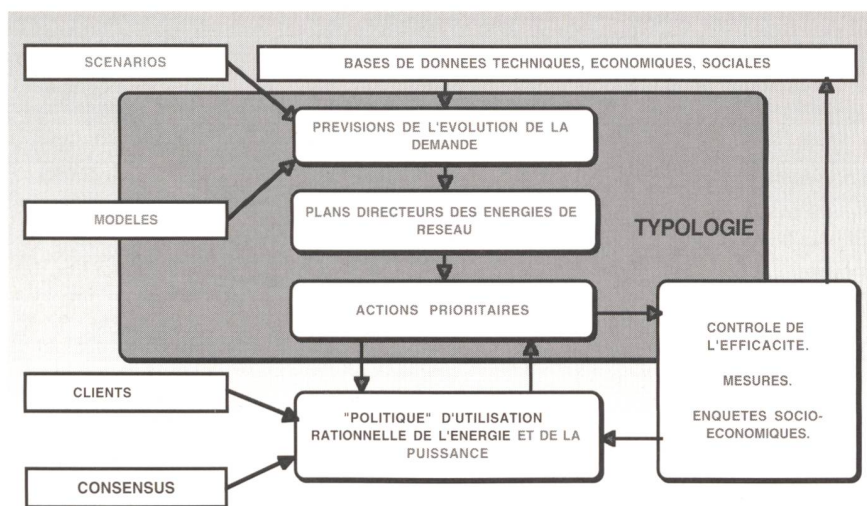 SCENARIOS
BASES DE DONNEES TECHNIQUES, ECONOMIQUES, SOCIALES
PREVISIONS DE L'EVOLUTION DE LA
DEMANDE
MODELES
PLANS DIRECTEURS DES ENERGIES DE
RESEAU
TYPOLOGIE
ACTIONS PRIORITAIRES
CONTROLE DE
L'EFFICACITE.
MESURES.
ENQUETES SOCIO-
ECONOMIQUES.
CLIENTS
"POLITIQUE" D'UTILISATION
RATIONNELLE DE L'ENERGIE ET DE LA
PUISSANCE
CONSENSUS